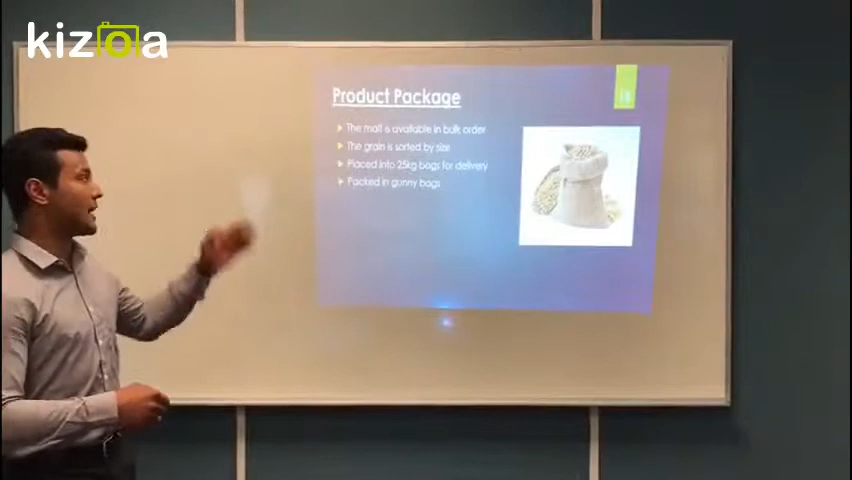 kizoa
Product Package
The malt is available in bulk order
The grain is sorted by size
Placed into 25kg bags for delivery
Packed in gunny bags